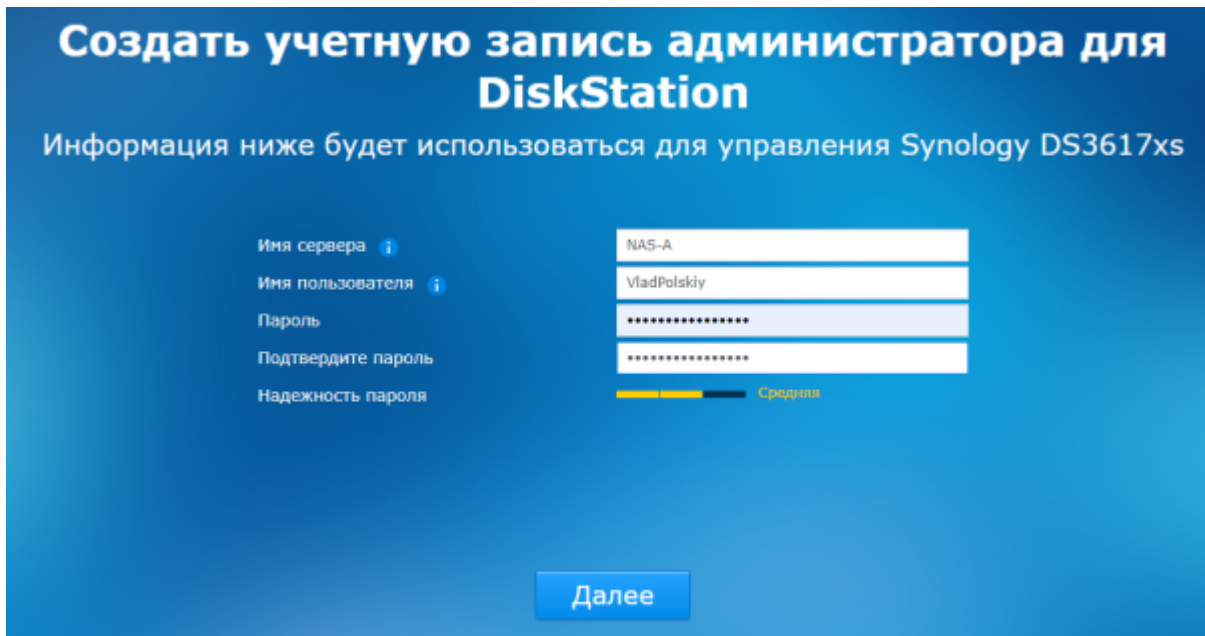 Создать учетную запись администратора для
DiskStation
Информация ниже будет использоваться для управления Synology DS3617xs
Имя сервера
NAS-A
Имя пользователя
VladPolskiy
Пароль
••••••••••••••••
Подтвердите пароль
••••••••••••••••
Надежность пароля
Средняя
Далее